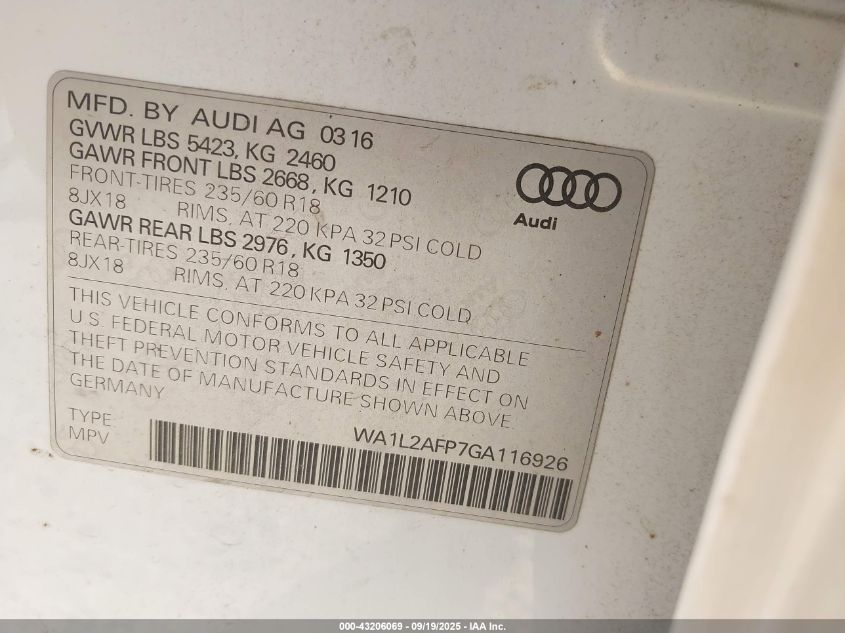 MFD. BY AUDI AG 03 16
GVWR LBS 5423, KG 2460
GAWR FRONT LBS 2668, KG 1210
FRONT-TIRES 235/60 R18
8JX18 RIMS. AT 220 KPA 32 PSI COLD
GAWR REAR LBS 2976, KG 1350
REAR-TIRES 235/60 R18
8JX18 RIMS. AT 220 KPA 32 PSI COLD
Audi
THIS VEHICLE CONFORMS TO ALL APPLICABLE
U.S. FEDERAL MOTOR VEHICLE SAFETY AND
THEFT PREVENTION STANDARDS IN EFFECT ON
THE DATE OF MANUFACTURE SHOWN ABOVE.
GERMANY
TYPE
MPV
WA1L2AFP7GA116926
000-43206069 - 09/19/2025 - IAA Inc.